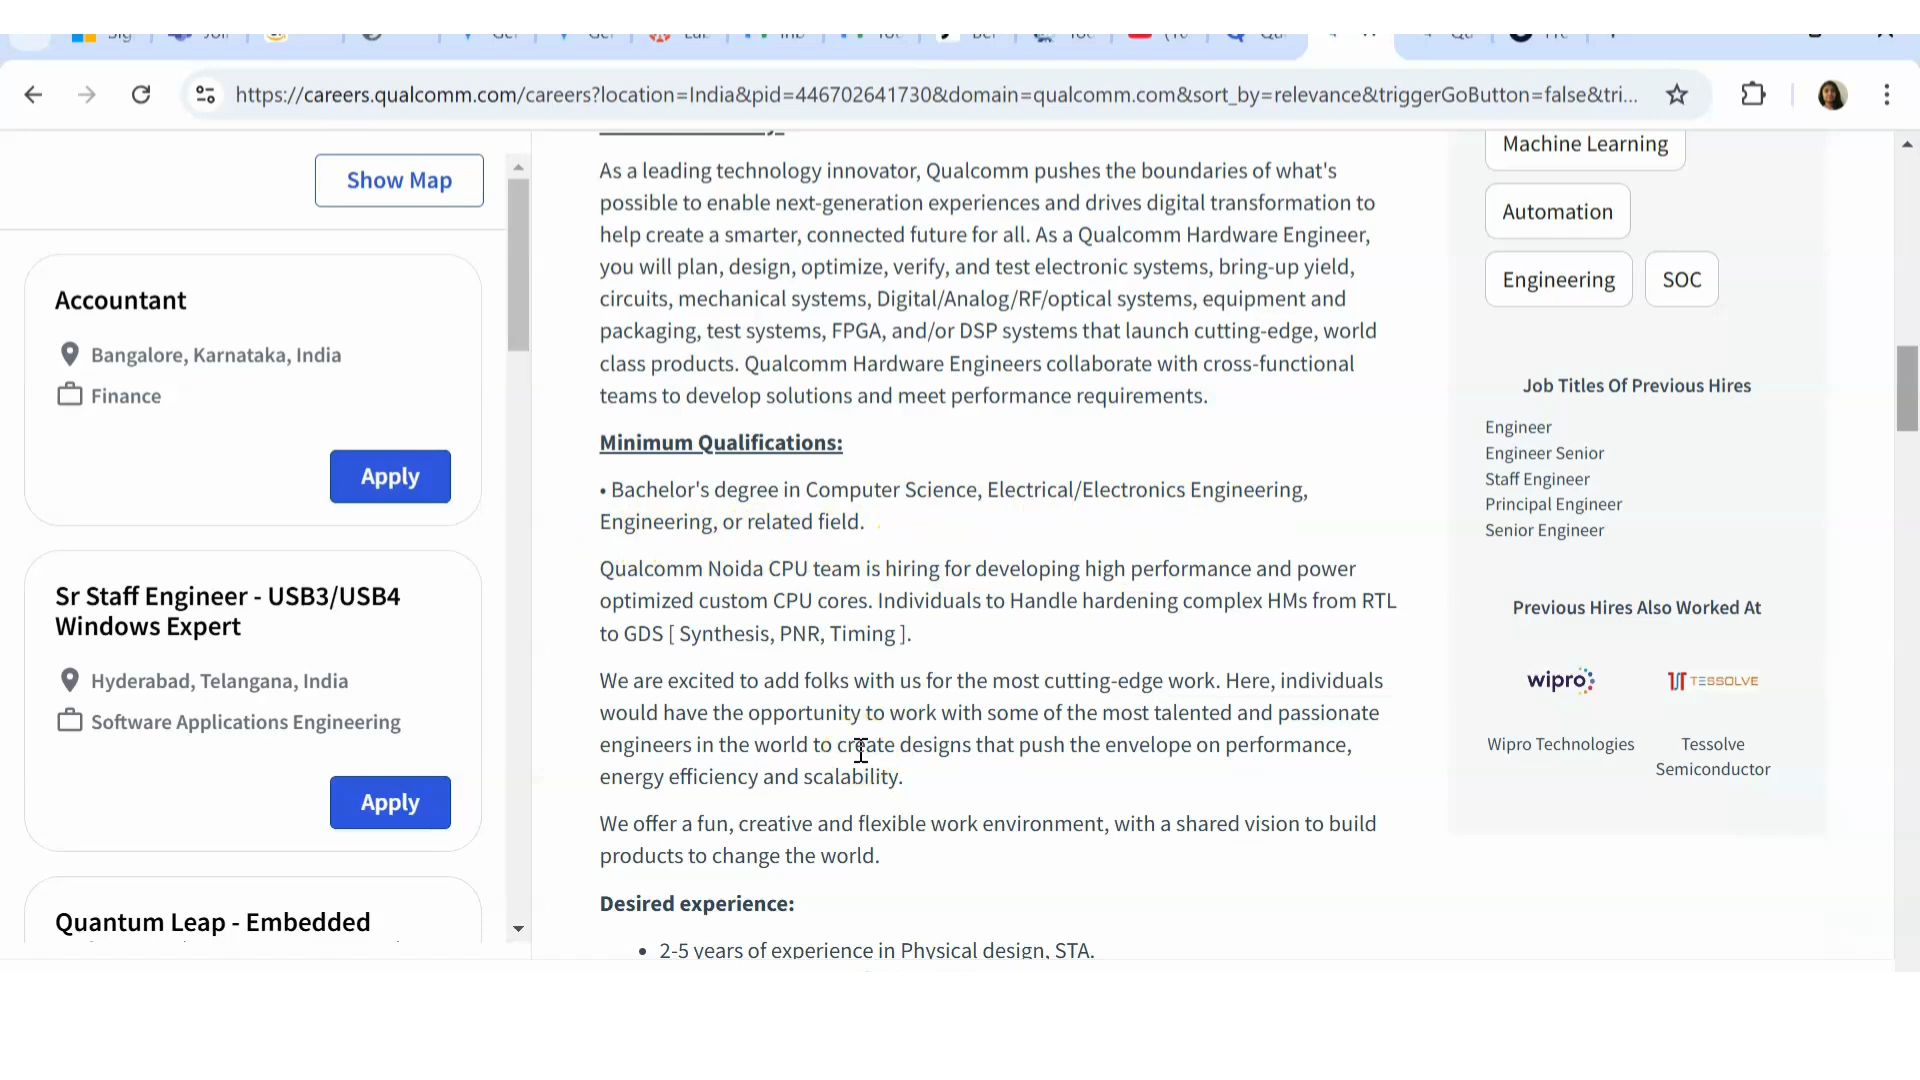 https://careers.qualcomm.com/careers?location=India&pid=446702641730&domain=qualcomm.com&sort_by=relevance&triggerGoButton=false&tri...
Show Map
Accountant
Bangalore, Karnataka, India
Finance
Apply
Sr Staff Engineer - USB3/USB4
Windows Expert
Hyderabad, Telangana, India
Software Applications Engineering
Apply
Quantum Leap - Embedded
As a leading technology innovator, Qualcomm pushes the boundaries of what's
possible to enable next-generation experiences and drives digital transformation to
help create a smarter, connected future for all. As a Qualcomm Hardware Engineer,
you will plan, design, optimize, verify, and test electronic systems, bring-up yield,
circuits, mechanical systems, Digital/Analog/RF/optical systems, equipment and
packaging, test systems, FPGA, and/or DSP systems that launch cutting-edge, world
class products. Qualcomm Hardware Engineers collaborate with cross-functional
teams to develop solutions and meet performance requirements.
Minimum Qualifications:
• Bachelor's degree in Computer Science, Electrical/Electronics Engineering,
Engineering, or related field.
Qualcomm Noida CPU team is hiring for developing high performance and power
optimized custom CPU cores. Individuals to Handle hardening complex HMs from RTL
to GDS [ Synthesis, PNR, Timing ].
We are excited to add folks with us for the most cutting-edge work. Here, individuals
would have the opportunity to work with some of the most talented and passionate
engineers in the world to create designs that push the envelope on performance,
energy efficiency and scalability.
We offer a fun, creative and flexible work environment, with a shared vision to build
products to change the world.
Desired experience:
• 2-5 years of experience in Physical design, STA.
Machine Learning
Automation
Engineering SOC
Job Titles Of Previous Hires
Engineer
Engineer Senior
Staff Engineer
Principal Engineer
Senior Engineer
Previous Hires Also Worked At
wipro TESSOLVE
Wipro Technologies Tessolve
Semiconductor